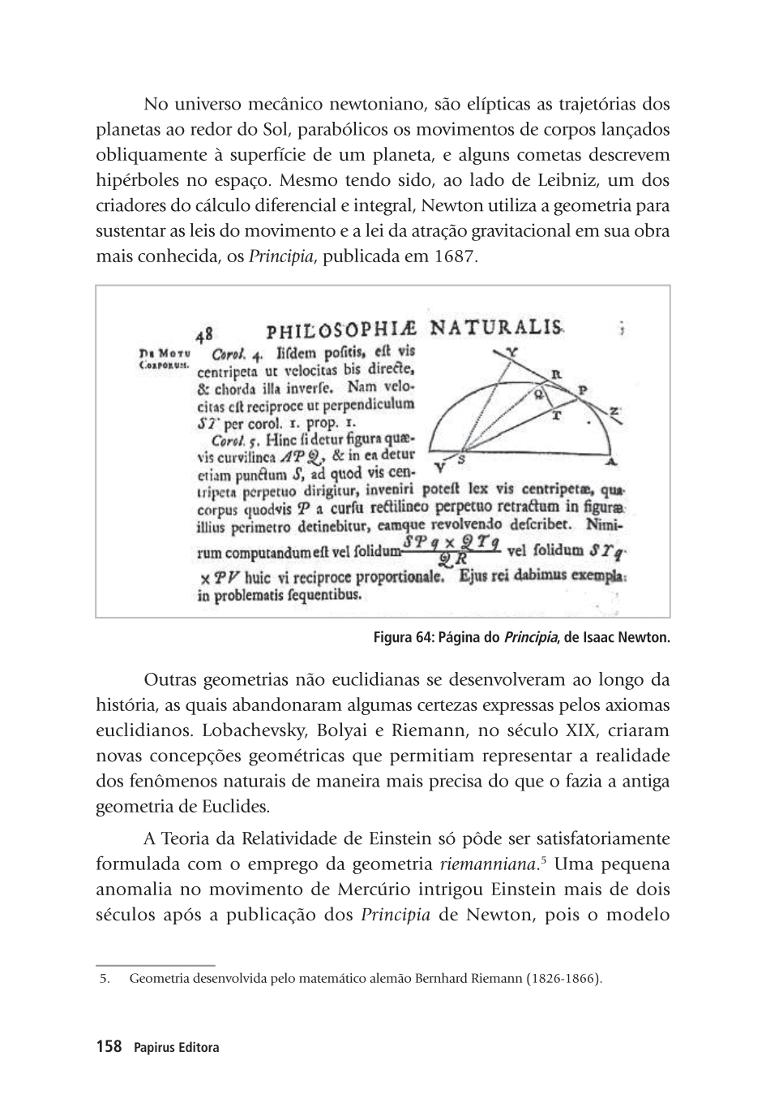 No universo mecânico newtoniano, são elípticas as trajetórias dos
planetas ao redor do Sol, parabólicos os movimentos de corpos lançados
obliquamente à superfície de um planeta, e alguns cometas descrevem
hipérboles no espaço. Mesmo tendo sido, ao lado de Leibniz, um dos
criadores do cálculo diferencial e integral, Newton utiliza a geometria para
sustentar as leis do movimento e a lei da atração gravitacional em sua obra
mais conhecida, os Principia, publicada em 1687.
48 PHILOSOPHIÆ NATURALIS
De Motu
Corporum.
Corol. 4. Iiſdem poſitis, eſt vis
centripeta ut velocitas bis directe,
& chorda illa inverſe. Nam velo-
citas eſt reciproce ut perpendiculum
SY per corol. 1. prop. 1.
Corol. 5. Hinc ſi detur figura quæ-
vis curvilinea APQ, & in ea detur
etiam punctum S, ad quod vis cen-
tripeta perpetuo dirigitur, inveniri poteſt lex vis centripetæ, qua
corpus quodvis P a curſu rectilineo perpetuo retractum in figuræ
illius perimetro detinebitur, eamque revolvendo deſcribet. Nimi-
rum computandum eſt vel ſolidum SPq × QTq / QR vel ſolidum SYq
× PV huic vi reciproce proportionale. Ejus rei dabimus exempla
in problematis ſequentibus.
Y
R
Q
P
T
Z
V
S
A
Figura 64: Página do Principia, de Isaac Newton.
Outras geometrias não euclidianas se desenvolveram ao longo da
história, as quais abandonaram algumas certezas expressas pelos axiomas
euclidianos. Lobachevsky, Bolyai e Riemann, no século XIX, criaram
novas concepções geométricas que permitiam representar a realidade
dos fenômenos naturais de maneira mais precisa do que o fazia a antiga
geometria de Euclides.
A Teoria da Relatividade de Einstein só pôde ser satisfatoriamente
formulada com o emprego da geometria riemanniana.⁵ Uma pequena
anomalia no movimento de Mercúrio intrigou Einstein mais de dois
séculos após a publicação dos Principia de Newton, pois o modelo
5. Geometria desenvolvida pelo matemático alemão Bernhard Riemann (1826-1866).
158 Papirus Editora